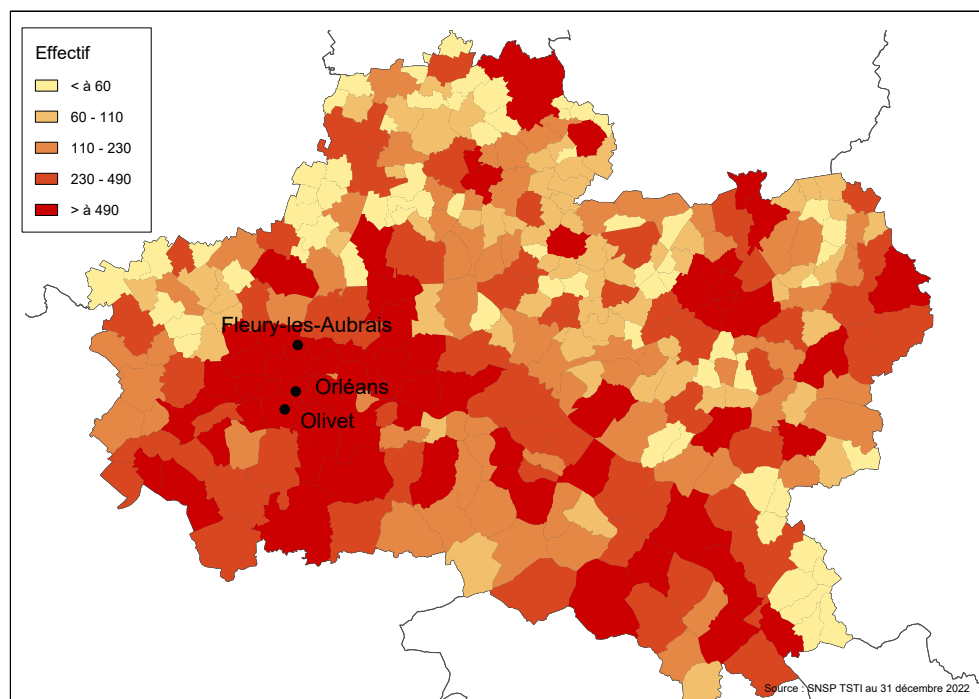 Effectif
< à 60
60 - 110
110 - 230
230 - 490
> à 490
Fleury-les-Aubrais
Orléans
Olivet
Source : SNSP TSTI au 31 décembre 2022